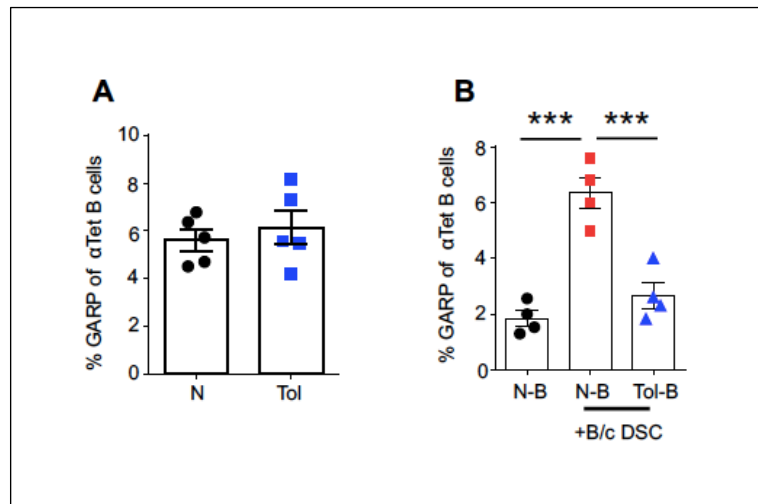 A
% GARP of αTet B cells
10
8
6
4
2
0
N Tol
B
*** ***
% GARP of αTet B cells
8
6
4
2
0
N-B N-B Tol-B
+B/c DSC